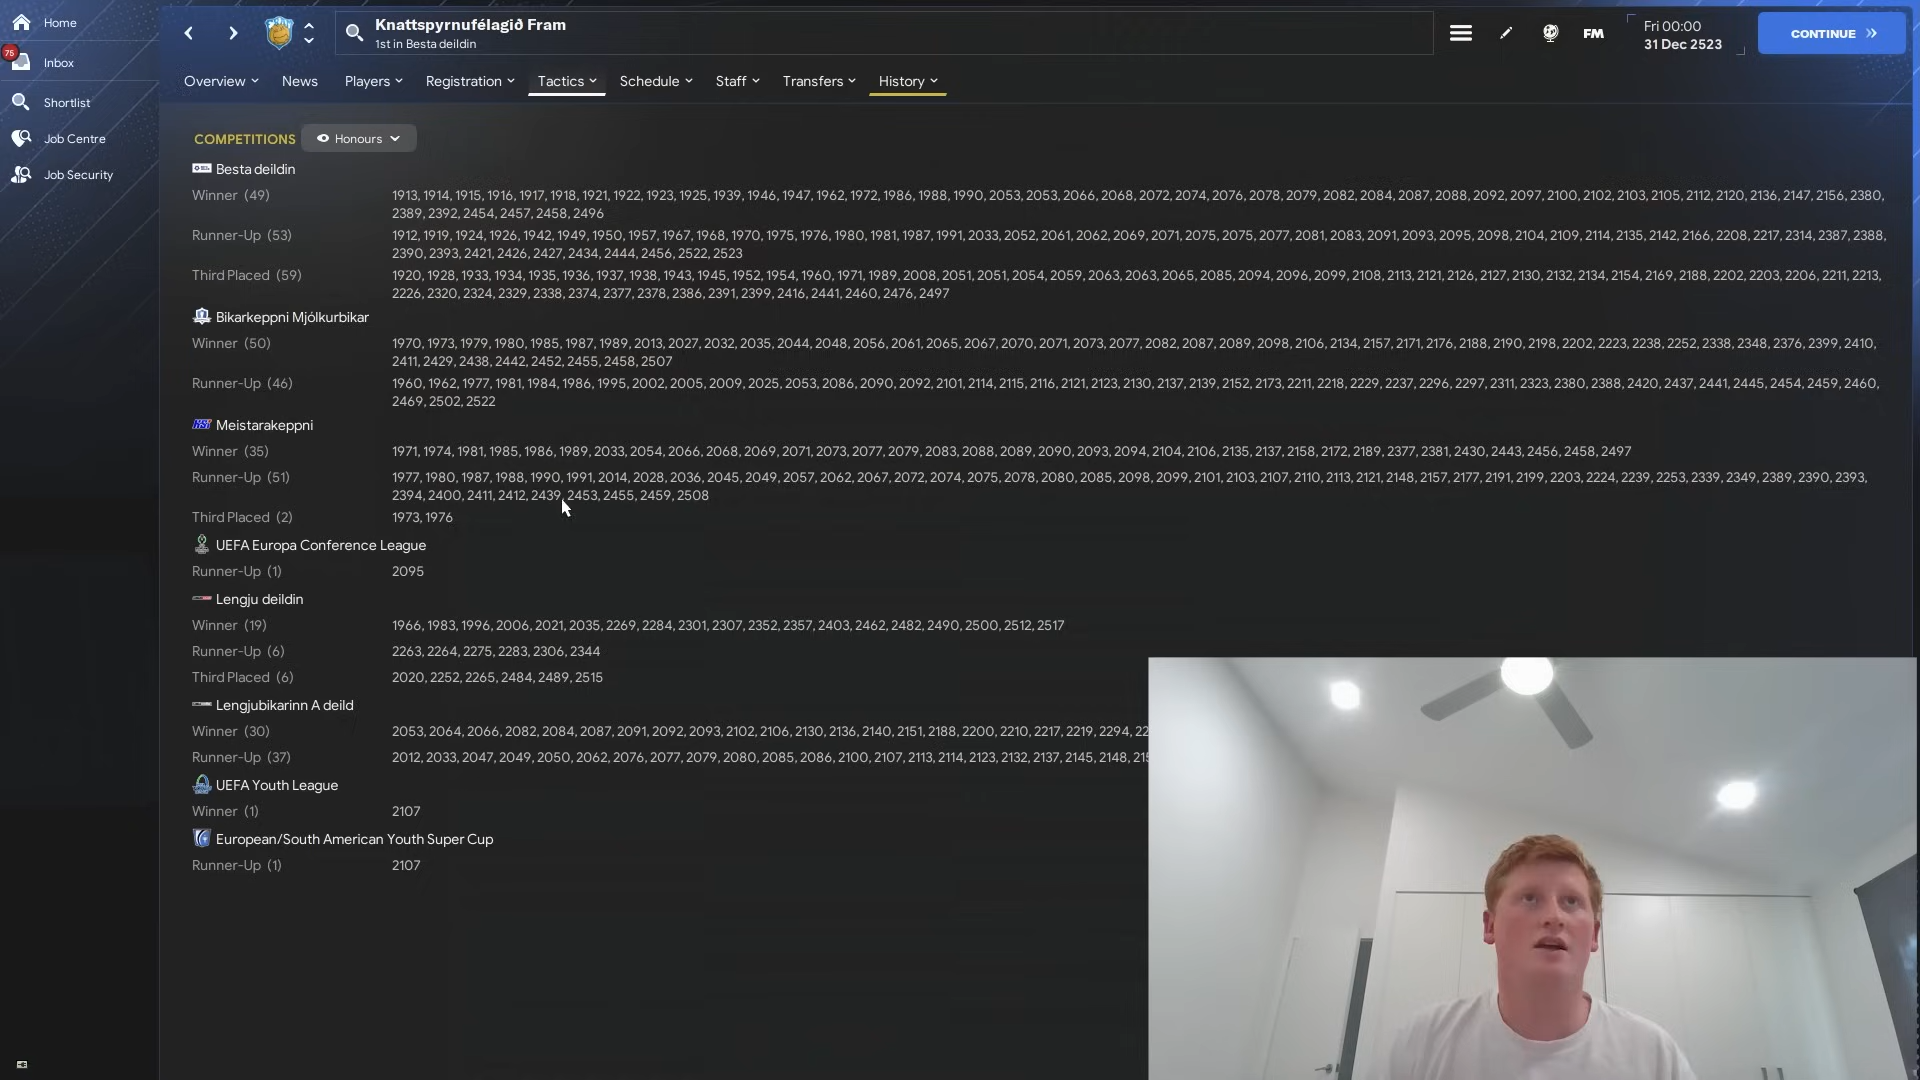 Home
75
Inbox
Shortlist
Job Centre
Job Security
Knattspyrnufélagið Fram
1st in Besta deildin
FM
Fri 00:00
31 Dec 2523
CONTINUE
Overview
News
Players
Registration
Tactics
Schedule
Staff
Transfers
History
COMPETITIONS
Honours
Besta deildin
Winner (49)
1913, 1914, 1915, 1916, 1917, 1918, 1921, 1922, 1923, 1925, 1939, 1946, 1947, 1962, 1972, 1986, 1988, 1990, 2053, 2053, 2066, 2068, 2072, 2074, 2076, 2078, 2079, 2082, 2084, 2087, 2088, 2092, 2097, 2100, 2102, 2103, 2105, 2112, 2120, 2136, 2147, 2156, 2380,
2389, 2392, 2454, 2457, 2458, 2496
Runner-Up (53)
1912, 1919, 1924, 1926, 1942, 1949, 1950, 1957, 1967, 1968, 1970, 1975, 1976, 1980, 1981, 1987, 1991, 2033, 2052, 2061, 2062, 2069, 2071, 2075, 2075, 2077, 2081, 2083, 2091, 2093, 2095, 2098, 2104, 2109, 2114, 2135, 2142, 2166, 2208, 2217, 2314, 2387, 2388,
2390, 2393, 2421, 2426, 2427, 2434, 2444, 2456, 2522, 2523
Third Placed (59)
1920, 1928, 1933, 1934, 1935, 1936, 1937, 1938, 1943, 1945, 1952, 1954, 1960, 1971, 1989, 2008, 2051, 2051, 2054, 2059, 2063, 2063, 2065, 2085, 2094, 2096, 2099, 2108, 2113, 2121, 2126, 2127, 2130, 2132, 2134, 2154, 2169, 2188, 2202, 2203, 2206, 2211, 2213,
2226, 2320, 2324, 2329, 2338, 2374, 2377, 2378, 2386, 2391, 2399, 2416, 2441, 2460, 2476, 2497
Bikarkeppni Mjólkurbikar
Winner (50)
1970, 1973, 1979, 1980, 1985, 1987, 1989, 2013, 2027, 2032, 2035, 2044, 2048, 2056, 2061, 2065, 2067, 2070, 2071, 2073, 2077, 2082, 2087, 2089, 2098, 2106, 2134, 2157, 2171, 2176, 2188, 2190, 2198, 2202, 2223, 2238, 2252, 2338, 2348, 2376, 2399, 2410,
2411, 2429, 2438, 2442, 2452, 2455, 2458, 2507
Runner-Up (46)
1960, 1962, 1977, 1981, 1984, 1986, 1995, 2002, 2005, 2009, 2025, 2053, 2086, 2090, 2092, 2101, 2114, 2115, 2116, 2121, 2123, 2130, 2137, 2139, 2152, 2173, 2211, 2218, 2229, 2237, 2296, 2297, 2311, 2323, 2380, 2388, 2420, 2437, 2441, 2445, 2454, 2459, 2460,
2469, 2502, 2522
Meistarakeppni
Winner (35)
1971, 1974, 1981, 1985, 1986, 1989, 2033, 2054, 2066, 2068, 2069, 2071, 2073, 2077, 2079, 2083, 2088, 2089, 2090, 2093, 2094, 2104, 2106, 2135, 2137, 2158, 2172, 2189, 2377, 2381, 2430, 2443, 2456, 2458, 2497
Runner-Up (51)
1977, 1980, 1987, 1988, 1990, 1991, 2014, 2028, 2036, 2045, 2049, 2057, 2062, 2067, 2072, 2074, 2075, 2078, 2080, 2085, 2098, 2099, 2101, 2103, 2107, 2110, 2113, 2121, 2148, 2157, 2177, 2191, 2199, 2203, 2224, 2239, 2253, 2339, 2349, 2389, 2390, 2393,
2394, 2400, 2411, 2412, 2439, 2453, 2455, 2459, 2508
Third Placed (2)
1973, 1976
UEFA Europa Conference League
Runner-Up (1)
2095
Lengju deildin
Winner (19)
1966, 1983, 1996, 2006, 2021, 2035, 2269, 2284, 2301, 2307, 2352, 2357, 2403, 2462, 2482, 2490, 2500, 2512, 2517
Runner-Up (6)
2263, 2264, 2275, 2283, 2306, 2344
Third Placed (6)
2020, 2252, 2265, 2484, 2489, 2515
Lengjubikarinn A deild
Winner (30)
2053, 2064, 2066, 2082, 2084, 2087, 2091, 2092, 2093, 2102, 2106, 2130, 2136, 2140, 2151, 2188, 2200, 2210, 2217, 2219, 2294, 22
Runner-Up (37)
2012, 2033, 2047, 2049, 2050, 2062, 2076, 2077, 2079, 2080, 2085, 2086, 2100, 2107, 2113, 2114, 2123, 2132, 2137, 2145, 2148, 215
UEFA Youth League
Winner (1)
2107
European/South American Youth Super Cup
Runner-Up (1)
2107